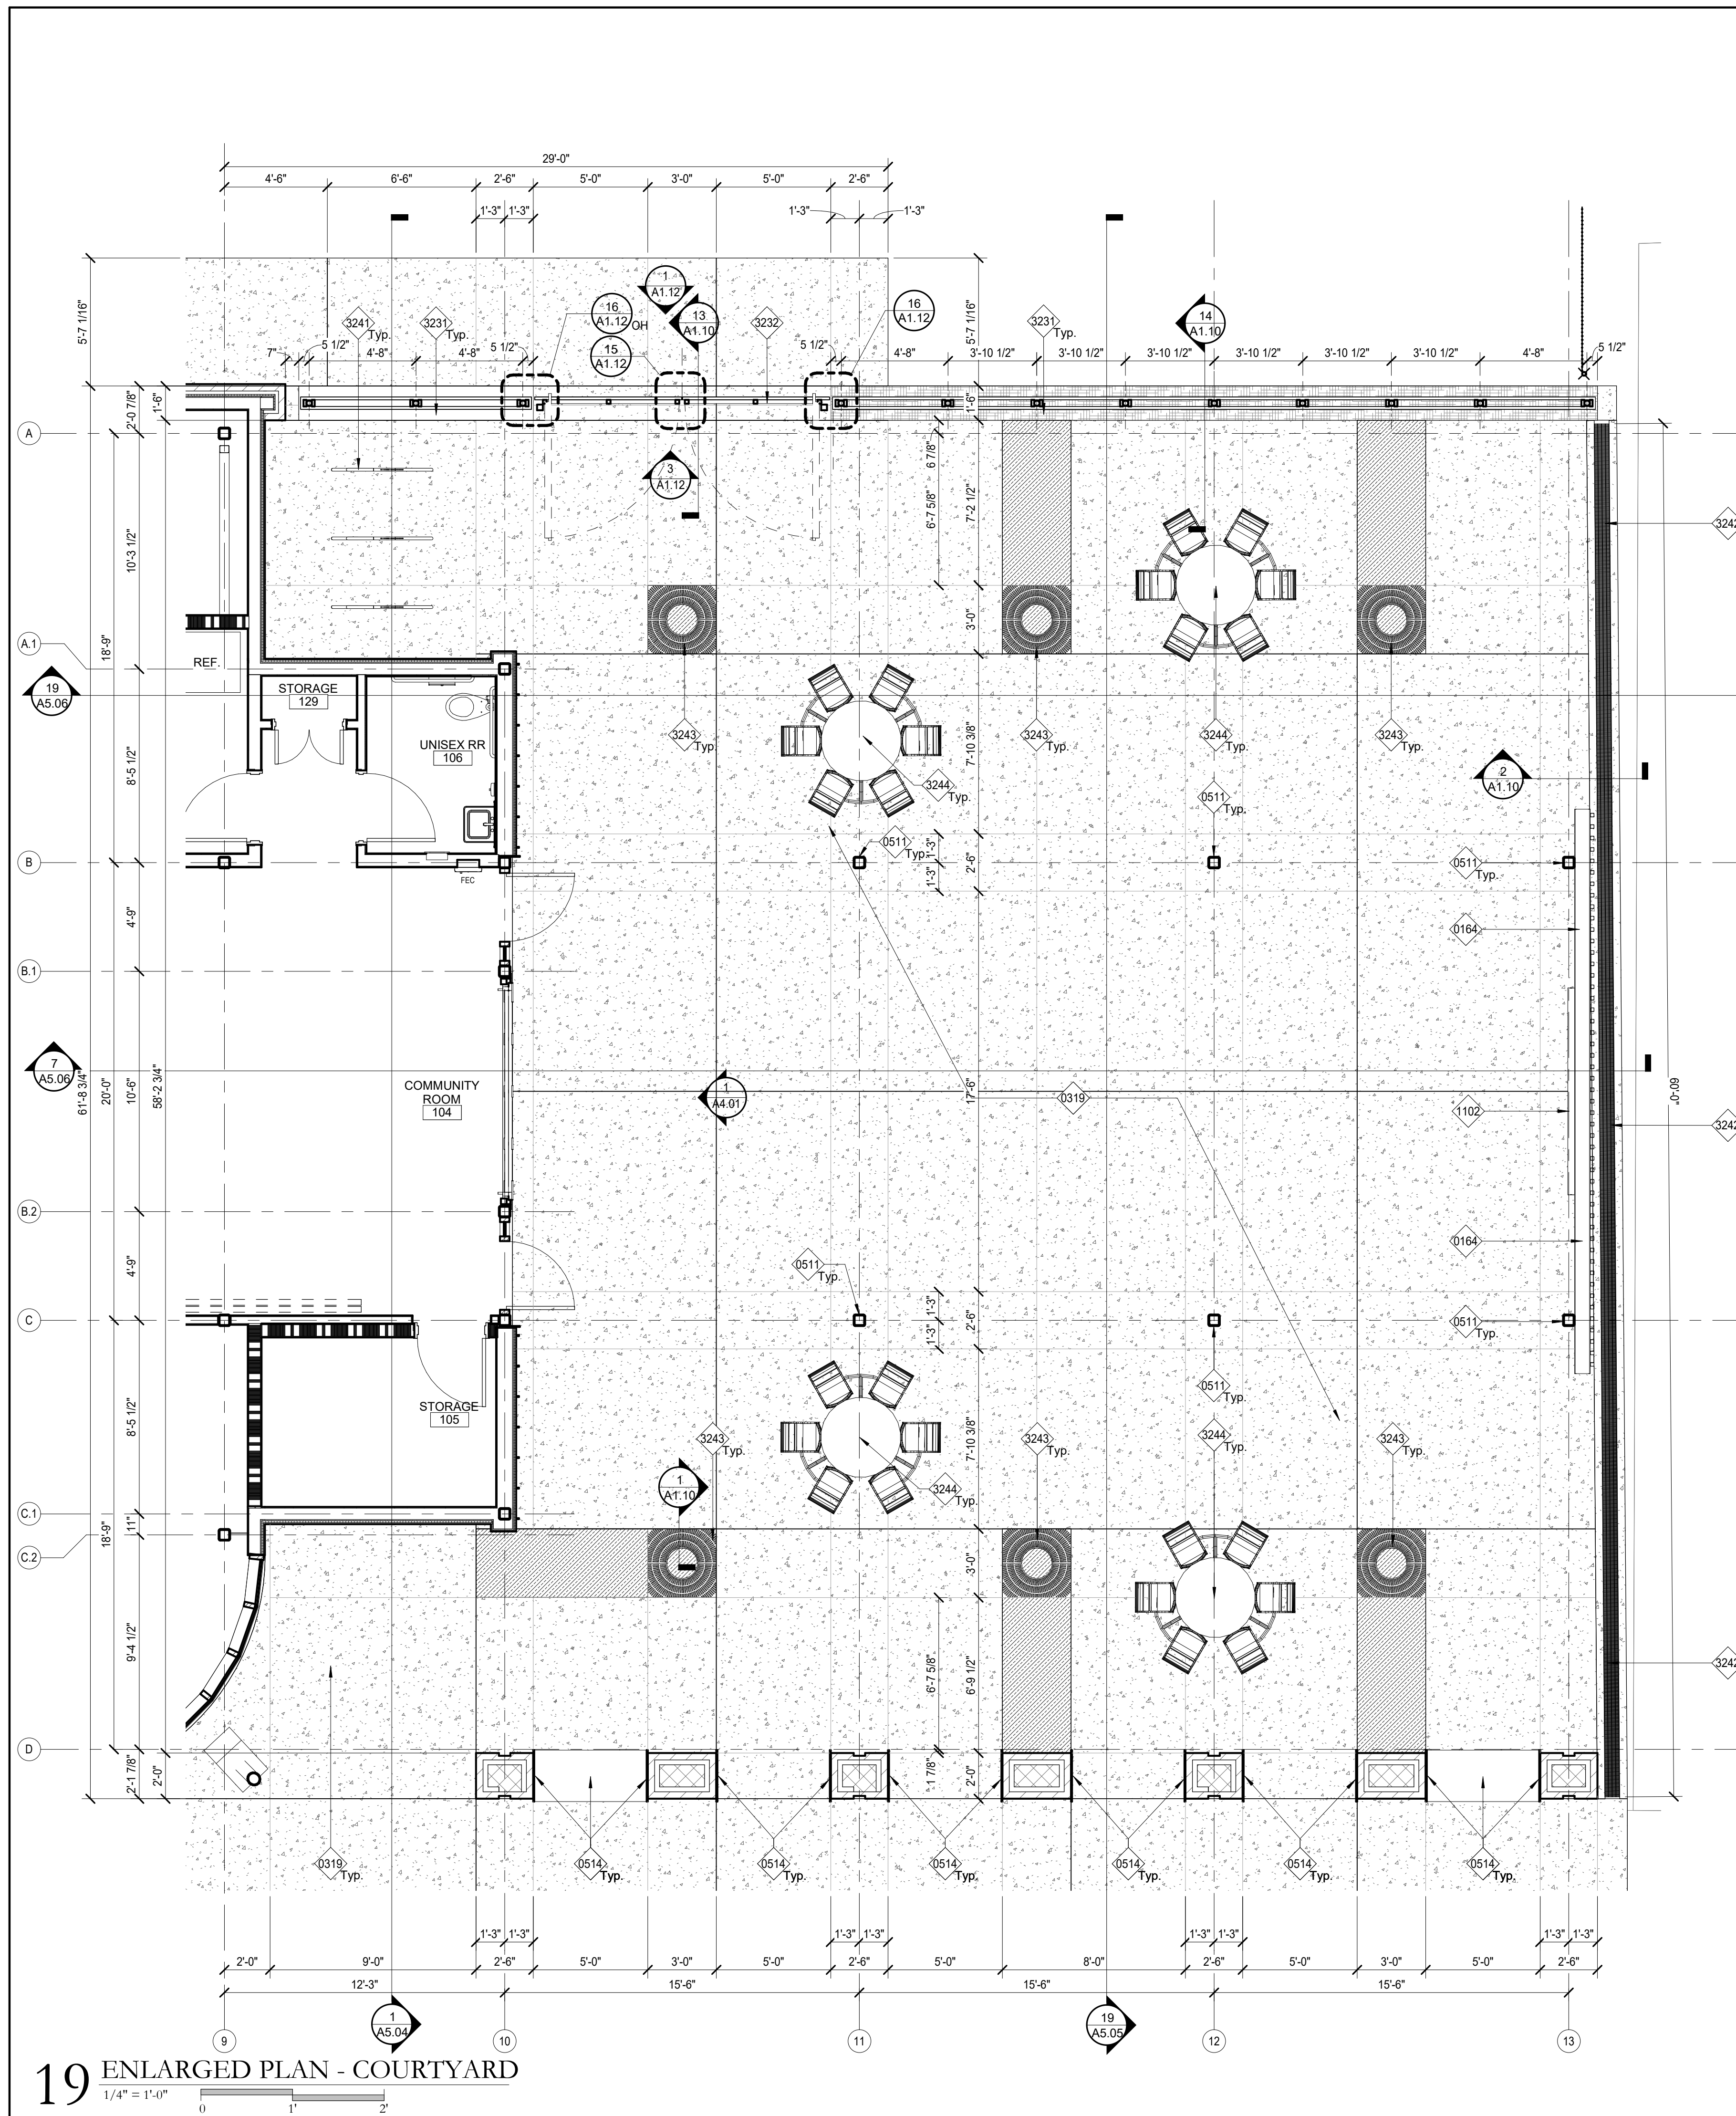 29'-0"
4'-6" 6'-6" 2'-6" 5'-0" 3'-0" 5'-0" 2'-6"
1'-3" 1'-3" 1'-3" 1'-3"
1
A1.12
16
A1.12
OH
13
A1.10
15
A1.12
16
A1.12
14
A1.10
3241
Typ.
3231
Typ.
3232
3231
Typ.
5'-7 1/16"
5'-7 1/16"
7" 5 1/2" 4'-8" 4'-8" 5 1/2" 5 1/2" 4'-8" 3'-10 1/2" 3'-10 1/2" 3'-10 1/2" 3'-10 1/2" 3'-10 1/2" 3'-10 1/2" 4'-8" 5 1/2"
2'-0 7/8"
1'-6"
1'-6"
A
3
A1.12
6 7/8"
6'-7 5/8"
7'-2 1/2"
3242
10'-3 1/2"
3'-0"
A.1
18'-9"
REF.
19
A5.06
STORAGE
129
UNISEX RR
106
3243
Typ.
3243
Typ.
3244
Typ.
3243
Typ.
8'-5 1/2"
7'-10 3/8"
3244
Typ.
0511
Typ.
2
A1.10
0511
Typ.
1'-3"
1'-3"
2'-6"
B
FEC
0511
Typ.
4'-9"
0164
B.1
7
A5.06
61'-8 3/4"
20'-0"
10'-6"
58'-2 3/4"
COMMUNITY
ROOM
104
1
A4.01
17'-6"
0319
1102
60'-0"
3242
B.2
0164
4'-9"
0511
Typ.
C
1'-3"
1'-3"
2'-6"
0511
Typ.
0511
Typ.
8'-5 1/2"
STORAGE
105
3243
Typ.
3243
Typ.
3244
Typ.
3243
Typ.
7'-10 3/8"
1
A1.10
3244
Typ.
C.1
11"
C.2
18'-9"
3'-0"
9'-4 1/2"
6'-7 5/8"
6'-9 1/2"
3242
D
2'-1 7/8"
2'-0"
1 7/8"
2'-0"
0319
Typ.
0514
Typ.
0514
Typ.
0514
Typ.
0514
Typ.
0514
Typ.
0514
Typ.
1'-3" 1'-3" 1'-3" 1'-3" 1'-3" 1'-3" 1'-3" 1'-3"
2'-0" 9'-0" 2'-6" 5'-0" 3'-0" 5'-0" 2'-6" 5'-0" 8'-0" 2'-6" 5'-0" 3'-0" 5'-0" 2'-6"
12'-3" 15'-6" 15'-6" 15'-6"
1
A5.04
19
A5.05
9 10 11 12 13
19 ENLARGED PLAN - COURTYARD
1/4" = 1'-0"
0 1' 2'